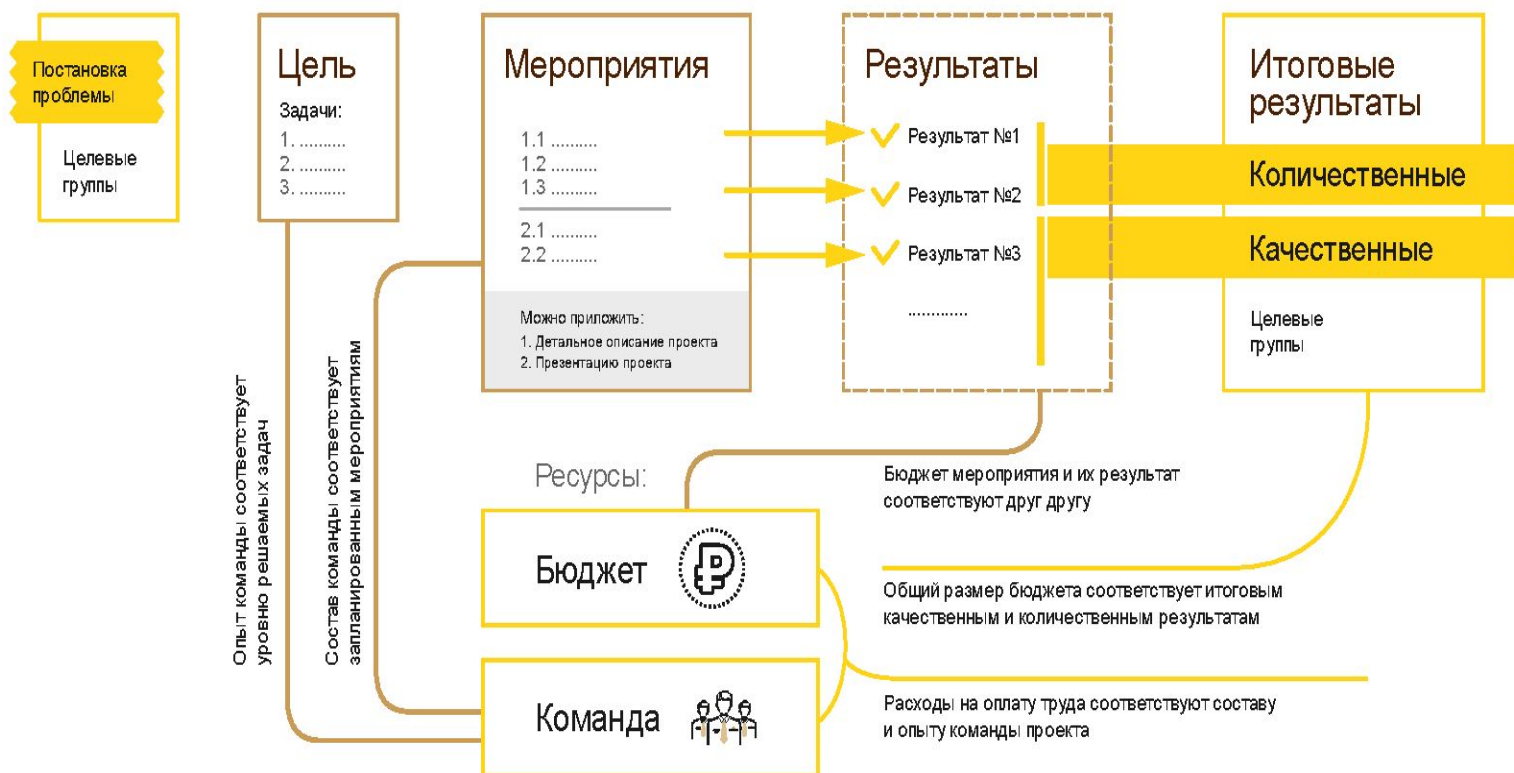 Постановка
проблемы
Целевые
группы
Цель
Задачи:
1. ..........
2. ..........
3. ..........
Мероприятия
1.1 ..........
1.2 ..........
1.3 ..........
2.1 ..........
2.2 ..........
Можно приложить:
1. Детальное описание проекта
2. Презентацию проекта
Результаты
Результат №1
Результат №2
Результат №3
.............
Итоговые
результаты
Количественные
Качественные
Целевые
группы
Опыт команды соответствует
уровню решаемых задач
Состав команды соответствует
запланированным мероприятиям
Ресурсы:
Бюджет
Команда
Бюджет мероприятия и их результат
соответствуют друг другу
Общий размер бюджета соответствует итоговым
качественным и количественным результатам
Расходы на оплату труда соответствуют составу
и опыту команды проекта